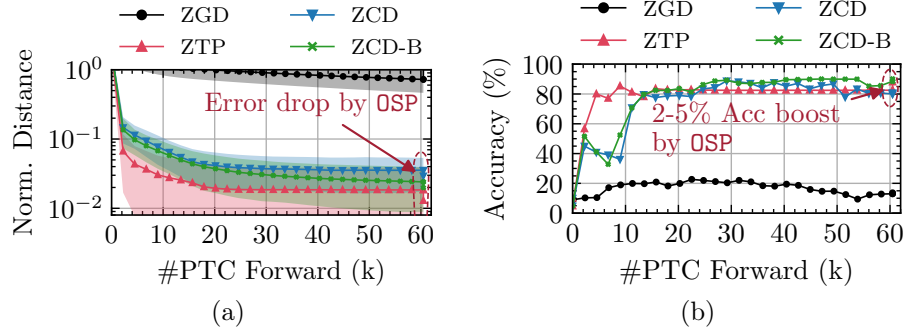 ZGD ZCD
ZTP ZCD-B
Norm. Distance
10^0
10^-1
10^-2
Error drop by OSP
0 10 20 30 40 50 60
#PTC Forward (k)
(a)
ZGD ZCD
ZTP ZCD-B
Accuracy (%)
100
80
60
40
20
0
2-5% Acc boost
by OSP
0 10 20 30 40 50 60
#PTC Forward (k)
(b)